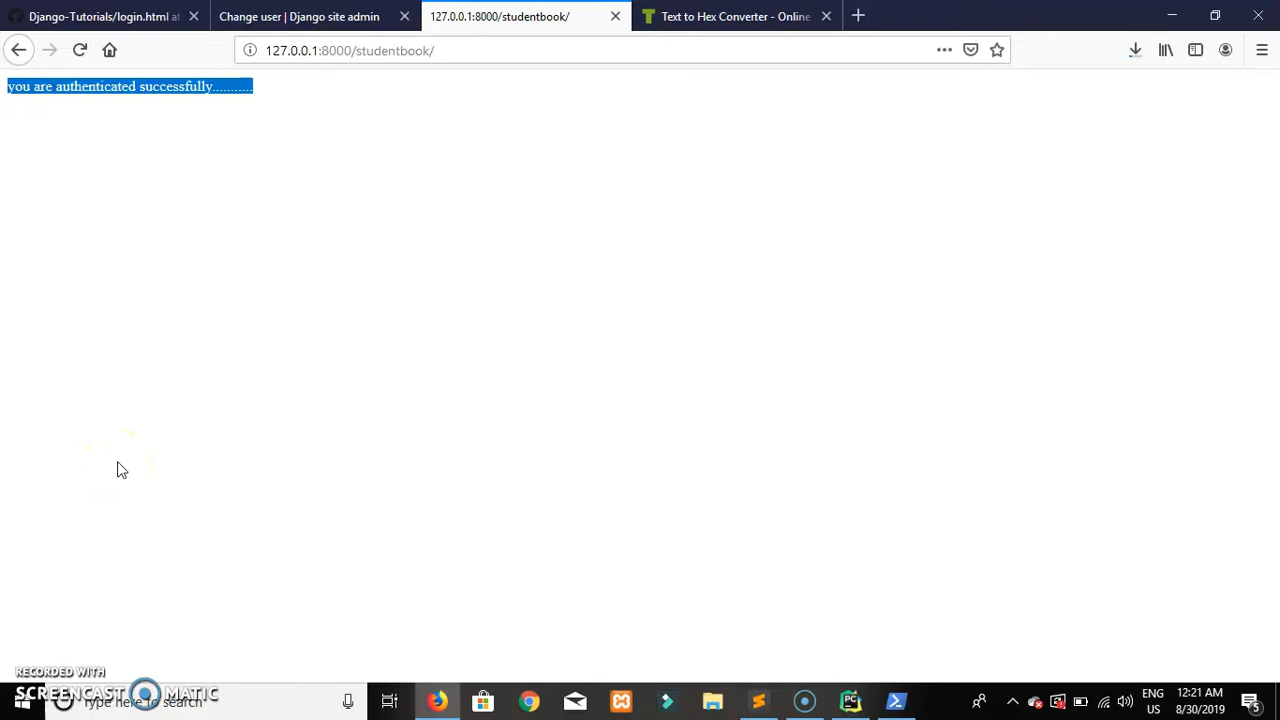 Django-Tutorials/login.html at
Change user | Django site admin
127.0.0.1:8000/studentbook/
Text to Hex Converter - Online
127.0.0.1:8000/studentbook/
you are authenticated successfully...........
RECORDED WITH
SCREENCAST MATIC
Type here to search
ENG
US
12:21 AM
8/30/2019
5